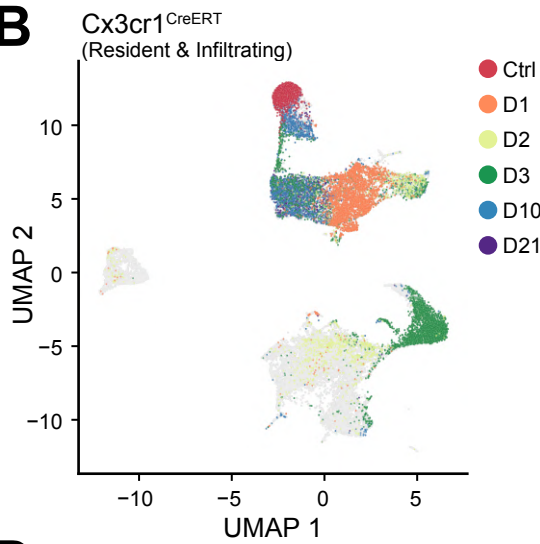 B
Cx3cr1CreERT
(Resident & Infiltrating)
Ctrl
D1
D2
D3
D10
D21
UMAP 2
10
5
0
−5
−10
−10
−5
0
5
UMAP 1